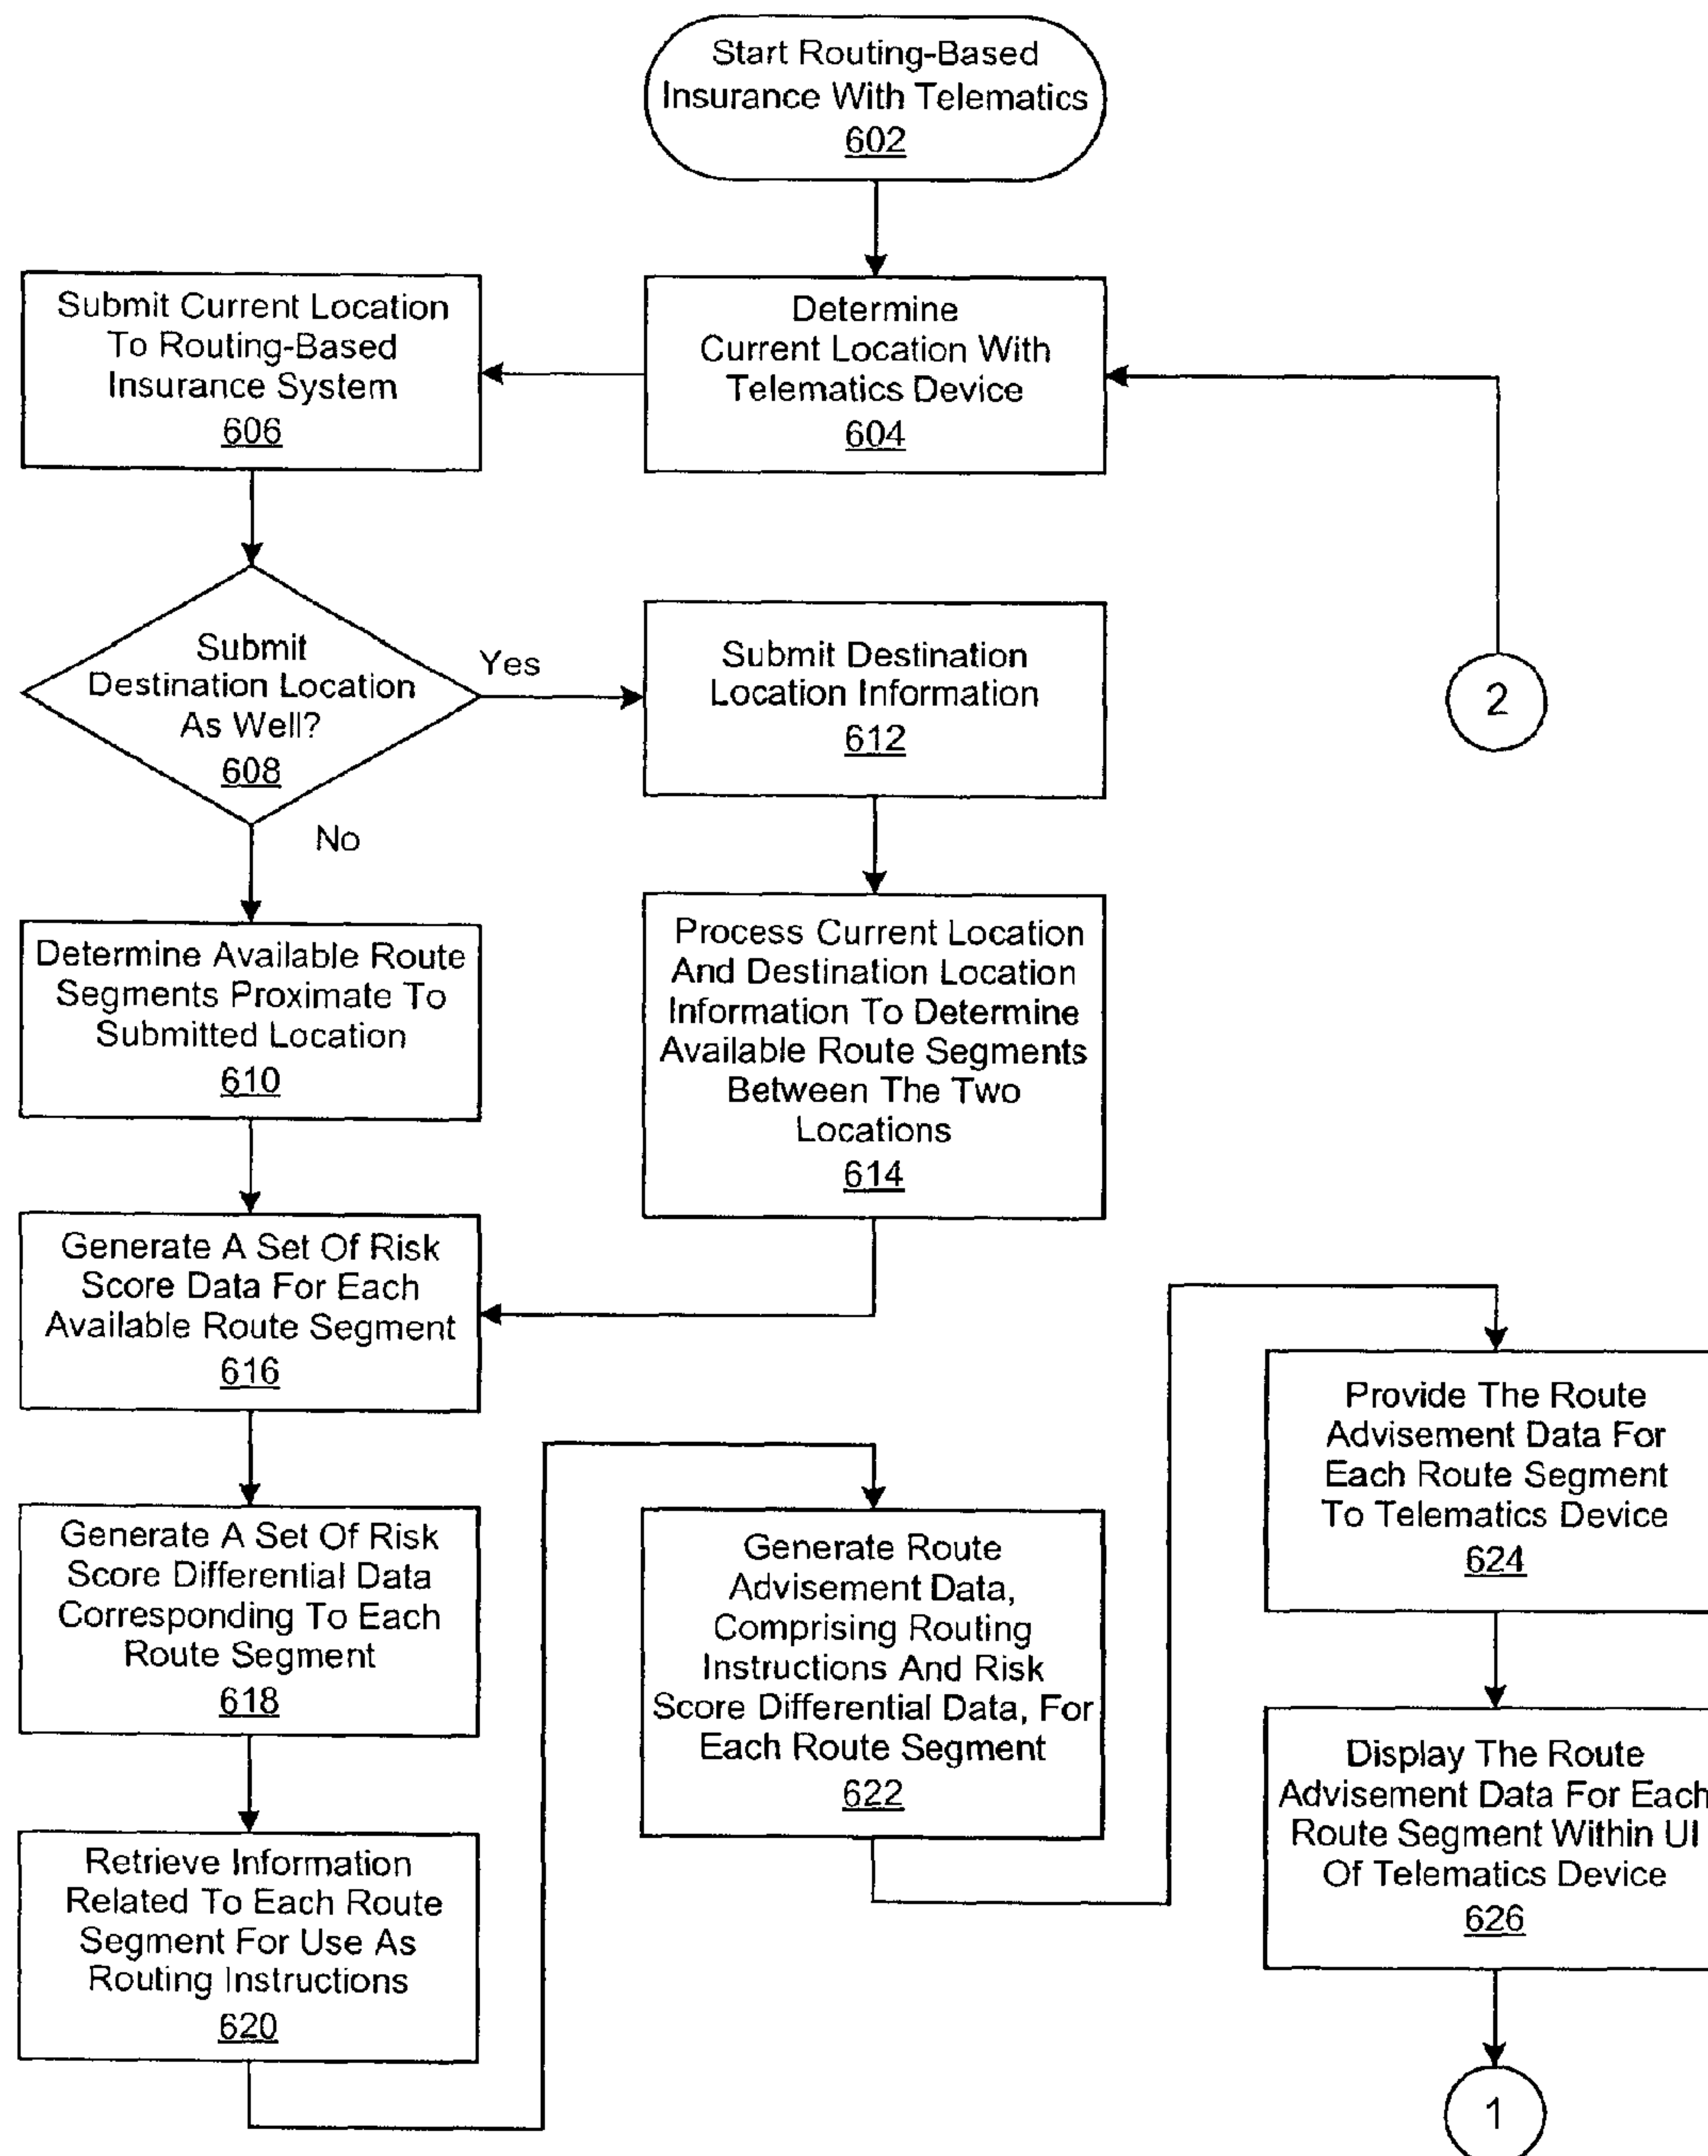 Start Routing-Based
Insurance With Telematics
602
Submit Current Location
To Routing-Based
Insurance System
606
Determine
Current Location With
Telematics Device
604
Submit
Destination Location
As Well?
608
Yes
No
Submit Destination
Location Information
612
2
Determine Available Route
Segments Proximate To
Submitted Location
610
Process Current Location
And Destination Location
Information To Determine
Available Route Segments
Between The Two
Locations
614
Generate A Set Of Risk
Score Data For Each
Available Route Segment
616
Generate A Set Of Risk
Score Differential Data
Corresponding To Each
Route Segment
618
Retrieve Information
Related To Each Route
Segment For Use As
Routing Instructions
620
Generate Route
Advisement Data,
Comprising Routing
Instructions And Risk
Score Differential Data, For
Each Route Segment
622
Provide The Route
Advisement Data For
Each Route Segment
To Telematics Device
624
Display The Route
Advisement Data For Each
Route Segment Within UI
Of Telematics Device
626
1